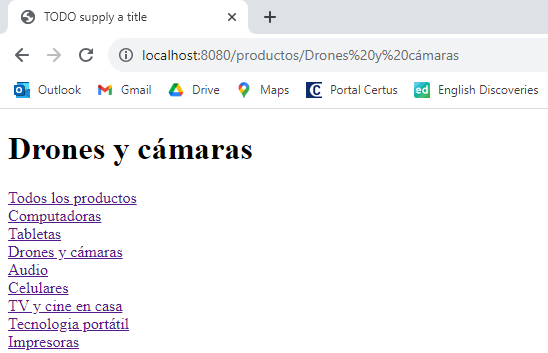 TODO supply a title
localhost:8080/productos/Drones%20y%20cámaras
Outlook Gmail Drive Maps Portal Certus English Discoveries
Drones y cámaras
Todos los productos
Computadoras
Tabletas
Drones y cámaras
Audio
Celulares
TV y cine en casa
Tecnologia portátil
Impresoras